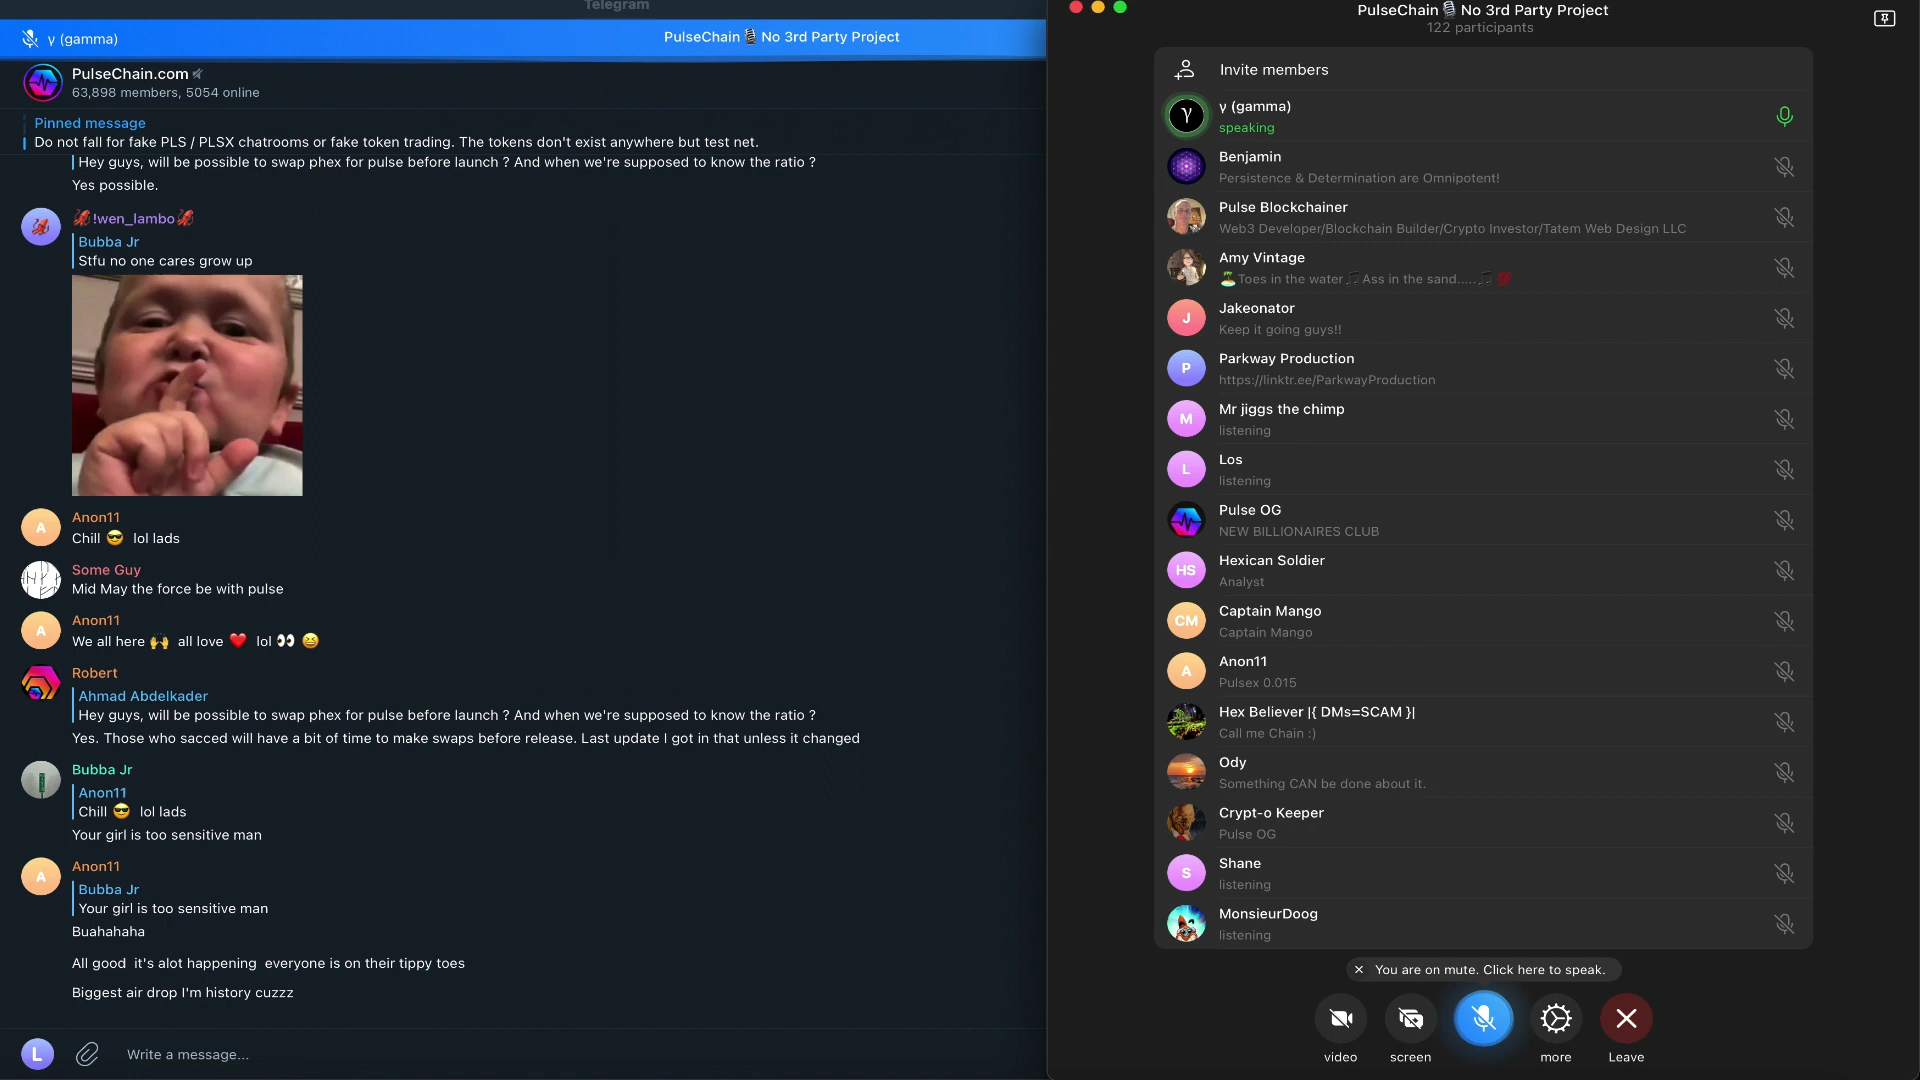 Telegram
γ (gamma)
PulseChain🎙 No 3rd Party Project
PulseChain.com
63,898 members, 5054 online
Pinned message
Do not fall for fake PLS / PLSX chatrooms or fake token trading. The tokens don't exist anywhere but test net.
Hey guys, will be possible to swap phex for pulse before launch ? And when we're supposed to know the ratio ?
Yes possible.
🦑!wen_lambo🦑
Bubba Jr
Stfu no one cares grow up
A
Anon11
Chill 😎 lol lads
Some Guy
Mid May the force be with pulse
A
Anon11
We all here 🙌 all love ❤️ lol 👀 😆
Robert
Ahmad Abdelkader
Hey guys, will be possible to swap phex for pulse before launch ? And when we're supposed to know the ratio ?
Yes. Those who sacced will have a bit of time to make swaps before release. Last update I got in that unless it changed
Bubba Jr
Anon11
Chill 😎 lol lads
Your girl is too sensitive man
A
Anon11
Bubba Jr
Your girl is too sensitive man
Buahahaha
All good it's alot happening everyone is on their tippy toes
Biggest air drop I'm history cuzzz
L
Write a message...
PulseChain🎙 No 3rd Party Project
122 participants
Invite members
γ
γ (gamma)
speaking
Benjamin
Persistence & Determination are Omnipotent!
Pulse Blockchainer
Web3 Developer/Blockchain Builder/Crypto Investor/Tatem Web Design LLC
Amy Vintage
🏝Toes in the water🎵Ass in the sand.....🎵💯
J
Jakeonator
Keep it going guys!!
P
Parkway Production
https://linktr.ee/ParkwayProduction
M
Mr jiggs the chimp
listening
L
Los
listening
Pulse OG
NEW BILLIONAIRES CLUB
HS
Hexican Soldier
Analyst
CM
Captain Mango
Captain Mango
A
Anon11
Pulsex 0.015
Hex Believer |{ DMs=SCAM }|
Call me Chain :)
Ody
Something CAN be done about it.
Crypt-o Keeper
Pulse OG
S
Shane
listening
MonsieurDoog
listening
You are on mute. Click here to speak.
video
screen
more
Leave